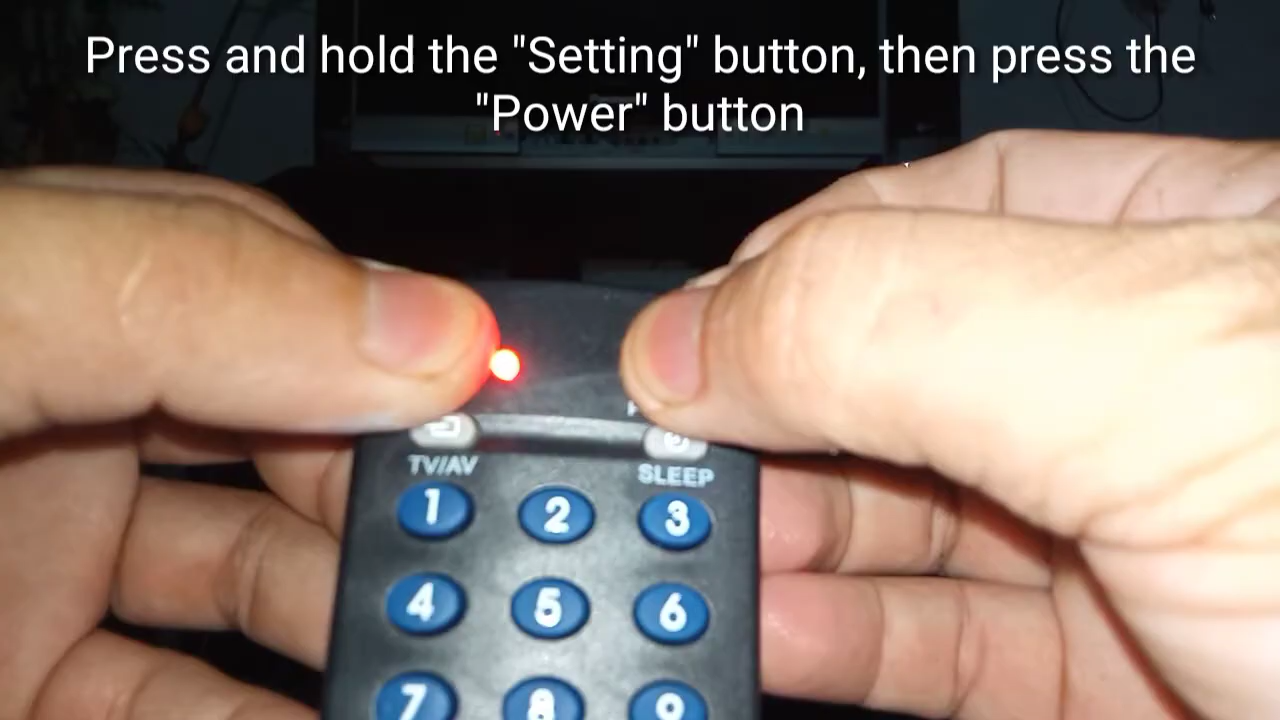 Press and hold the "Setting" button, then press the
"Power" button
TV/AV
SLEEP
1 2 3
4 5 6
7 8 9